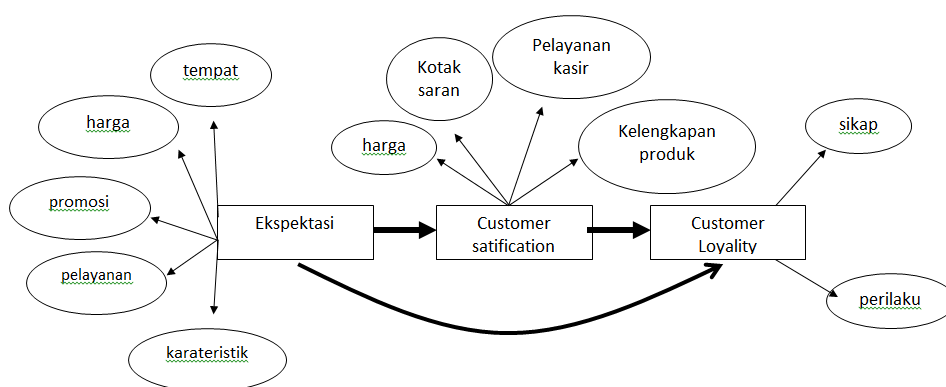 tempat
harga
promosi
pelayanan
karateristik
Ekspektasi
harga
Kotak
saran
Pelayanan
kasir
Kelengkapan
produk
Customer
satification
Customer
Loyality
sikap
perilaku